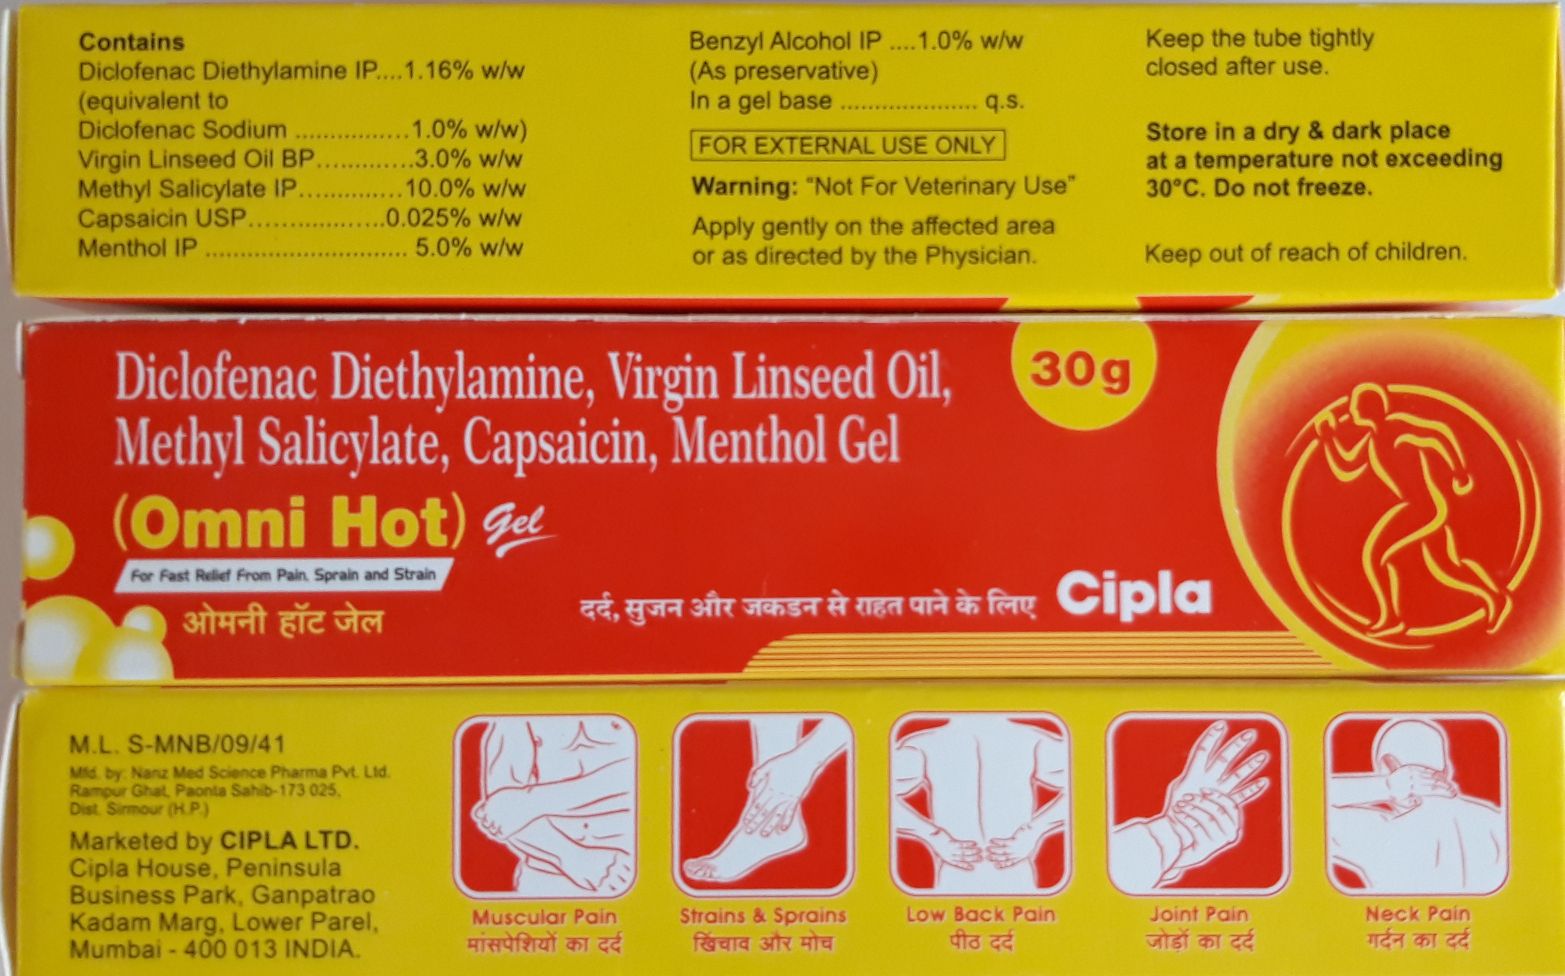 Contains
Diclofenac Diethylamine IP....1.16% w/w
(equivalent to
Diclofenac Sodium ................1.0% w/w)
Virgin Linseed Oil BP.............3.0% w/w
Methyl Salicylate IP..............10.0% w/w
Capsaicin USP...................0.025% w/w
Menthol IP ............................. 5.0% w/w
Benzyl Alcohol IP ....1.0% w/w
(As preservative)
In a gel base .................... q.s.
FOR EXTERNAL USE ONLY
Warning: "Not For Veterinary Use"
Apply gently on the affected area
or as directed by the Physician.
Keep the tube tightly
closed after use.
Store in a dry & dark place
at a temperature not exceeding
30°C. Do not freeze.
Keep out of reach of children.
Diclofenac Diethylamine, Virgin Linseed Oil,
Methyl Salicylate, Capsaicin, Menthol Gel
30g
(Omni Hot) Gel
For Fast Relief From Pain, Sprain and Strain
ओमनी हॉट जेल
दर्द, सुजन और जकडन से राहत पाने के लिए
Cipla
M.L. S-MNB/09/41
Mfd. by: Nanz Med Science Pharma Pvt. Ltd.
Rampur Ghat, Paonta Sahib-173 025,
Dist. Sirmour (H.P.)
Marketed by CIPLA LTD.
Cipla House, Peninsula
Business Park, Ganpatrao
Kadam Marg, Lower Parel,
Mumbai - 400 013 INDIA.
Muscular Pain
मांसपेशियों का दर्द
Strains & Sprains
खिंचाव और मोच
Low Back Pain
पीठ दर्द
Joint Pain
जोड़ों का दर्द
Neck Pain
गर्दन का दर्द